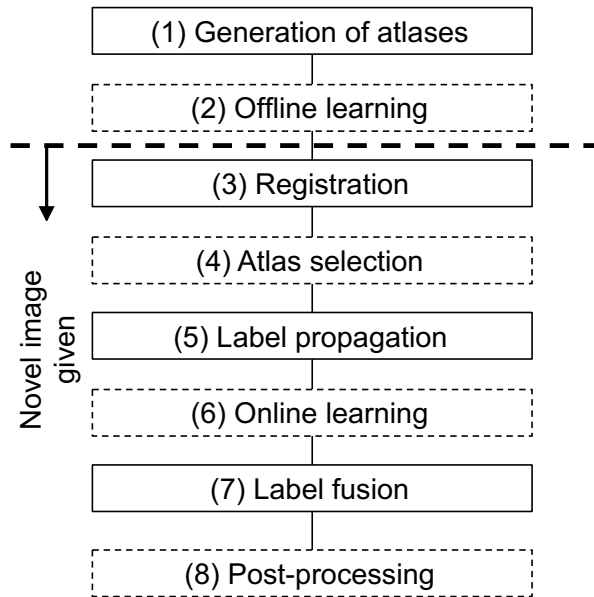 (1) Generation of atlases
(2) Offline learning
(3) Registration
(4) Atlas selection
(5) Label propagation
(6) Online learning
(7) Label fusion
(8) Post-processing
Novel image
given